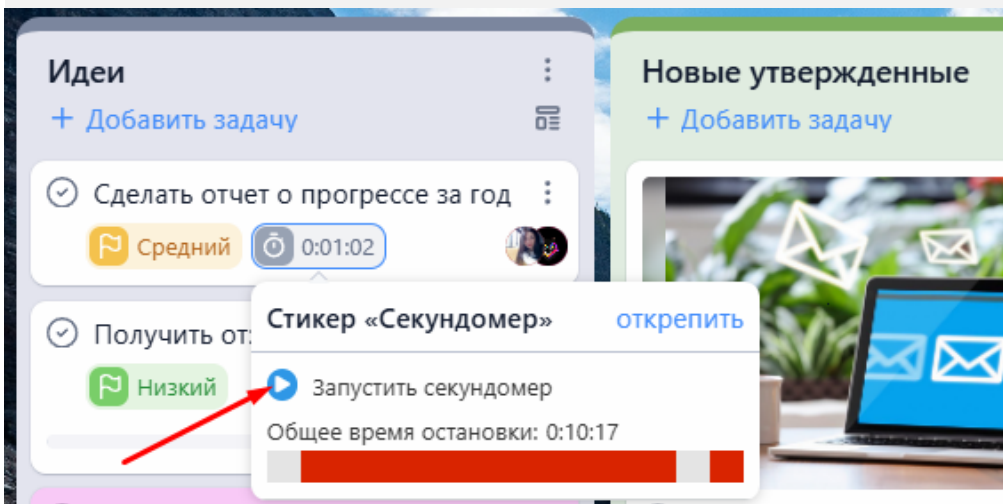 Идеи
+ Добавить задачу
Сделать отчет о прогрессе за год
Средний
0:01:02
Получить от
Низкий
Стикер «Секундомер»
открепить
Запустить секундомер
Общее время остановки: 0:10:17
Новые утвержденные
+ Добавить задачу